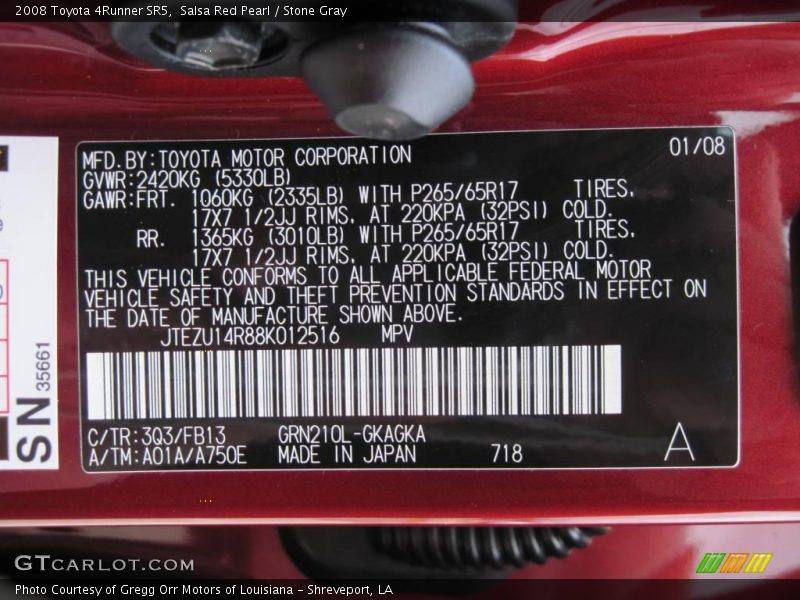 2008 Toyota 4Runner SR5,  Salsa Red Pearl / Stone Gray
MFD.BY:TOYOTA MOTOR CORPORATION 01/08
GVWR:2420KG (5330LB)
GAWR:FRT. 1060KG (2335LB) WITH P265/65R17 TIRES,
17X7 1/2JJ RIMS, AT 220KPA (32PSI) COLD.
RR. 1365KG (3010LB) WITH P265/65R17 TIRES,
17X7 1/2JJ RIMS, AT 220KPA (32PSI) COLD.
THIS VEHICLE CONFORMS TO ALL APPLICABLE FEDERAL MOTOR
VEHICLE SAFETY AND THEFT PREVENTION STANDARDS IN EFFECT ON
THE DATE OF MANUFACTURE SHOWN ABOVE.
JTEZU14R88K012516 MPV
C/TR:3Q3/FB13 GRN210L-GKAGKA
A/TM:A01A/A750E MADE IN JAPAN 718 A
SN 35661
GTCARLOT.COM
Photo Courtesy of Gregg Orr Motors of Louisiana - Shreveport, LA